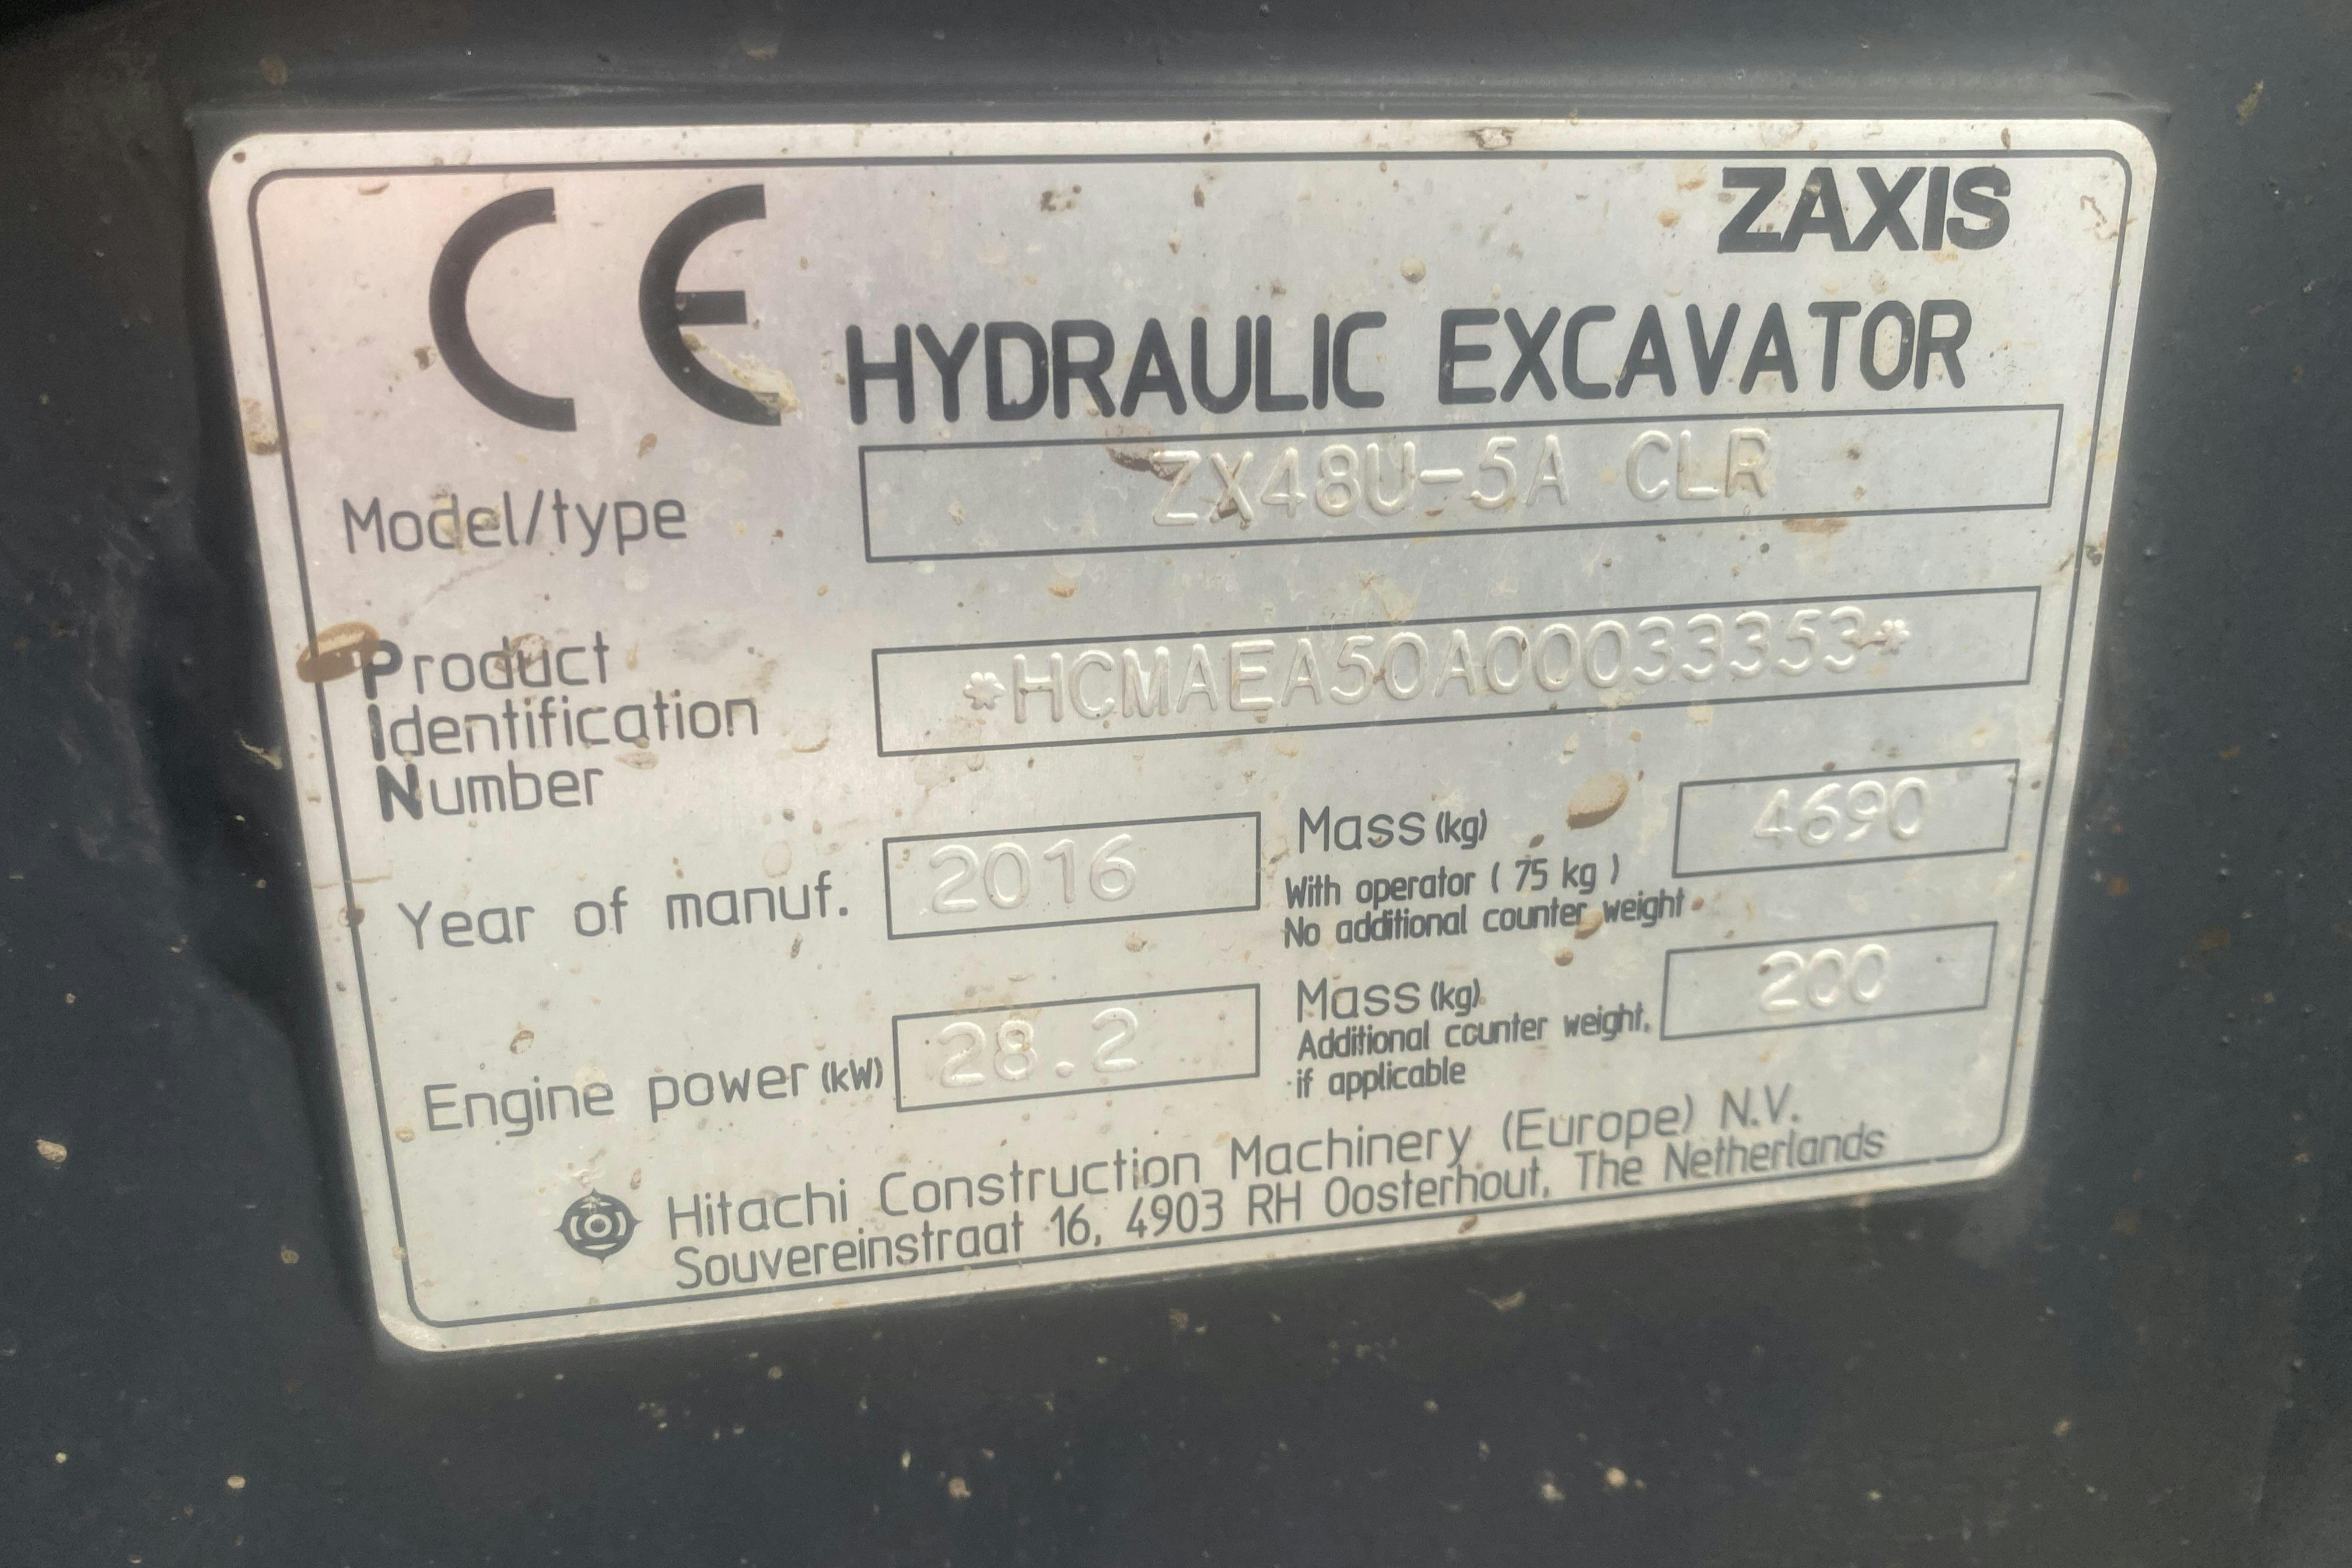 CE
ZAXIS
HYDRAULIC EXCAVATOR
Model/type ZX48U-5A CLR
Product
Identification
Number
*HCMAEA50A00033353*
Year of manuf. 2016
Mass (kg) 4690
With operator ( 75 kg )
No additional counter weight
Engine power (kW) 28.2
Mass (kg) 200
Additional counter weight,
if applicable
Hitachi Construction Machinery (Europe) N.V.
Souvereinstraat 16, 4903 RH Oosterhout, The Netherlands